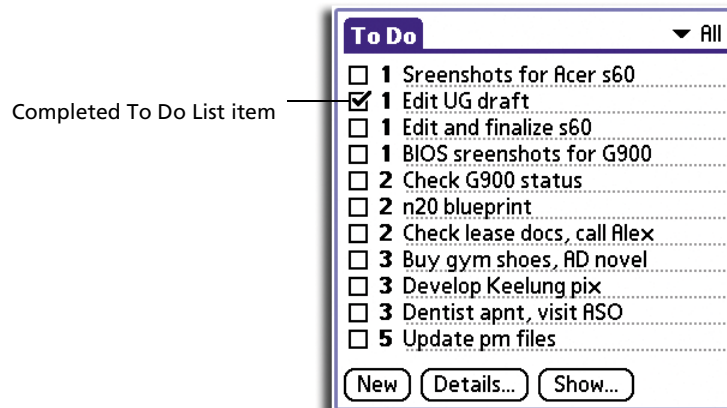 To Do
All
1 Sreenshots for Acer s60
Completed To Do List item
1 Edit UG draft
1 Edit and finalize s60
1 BIOS sreenshots for G900
2 Check G900 status
2 n20 blueprint
2 Check lease docs, call Alex
3 Buy gym shoes, AD novel
3 Develop Keelung pix
3 Dentist apnt, visit ASO
5 Update pm files
New
Details...
Show...